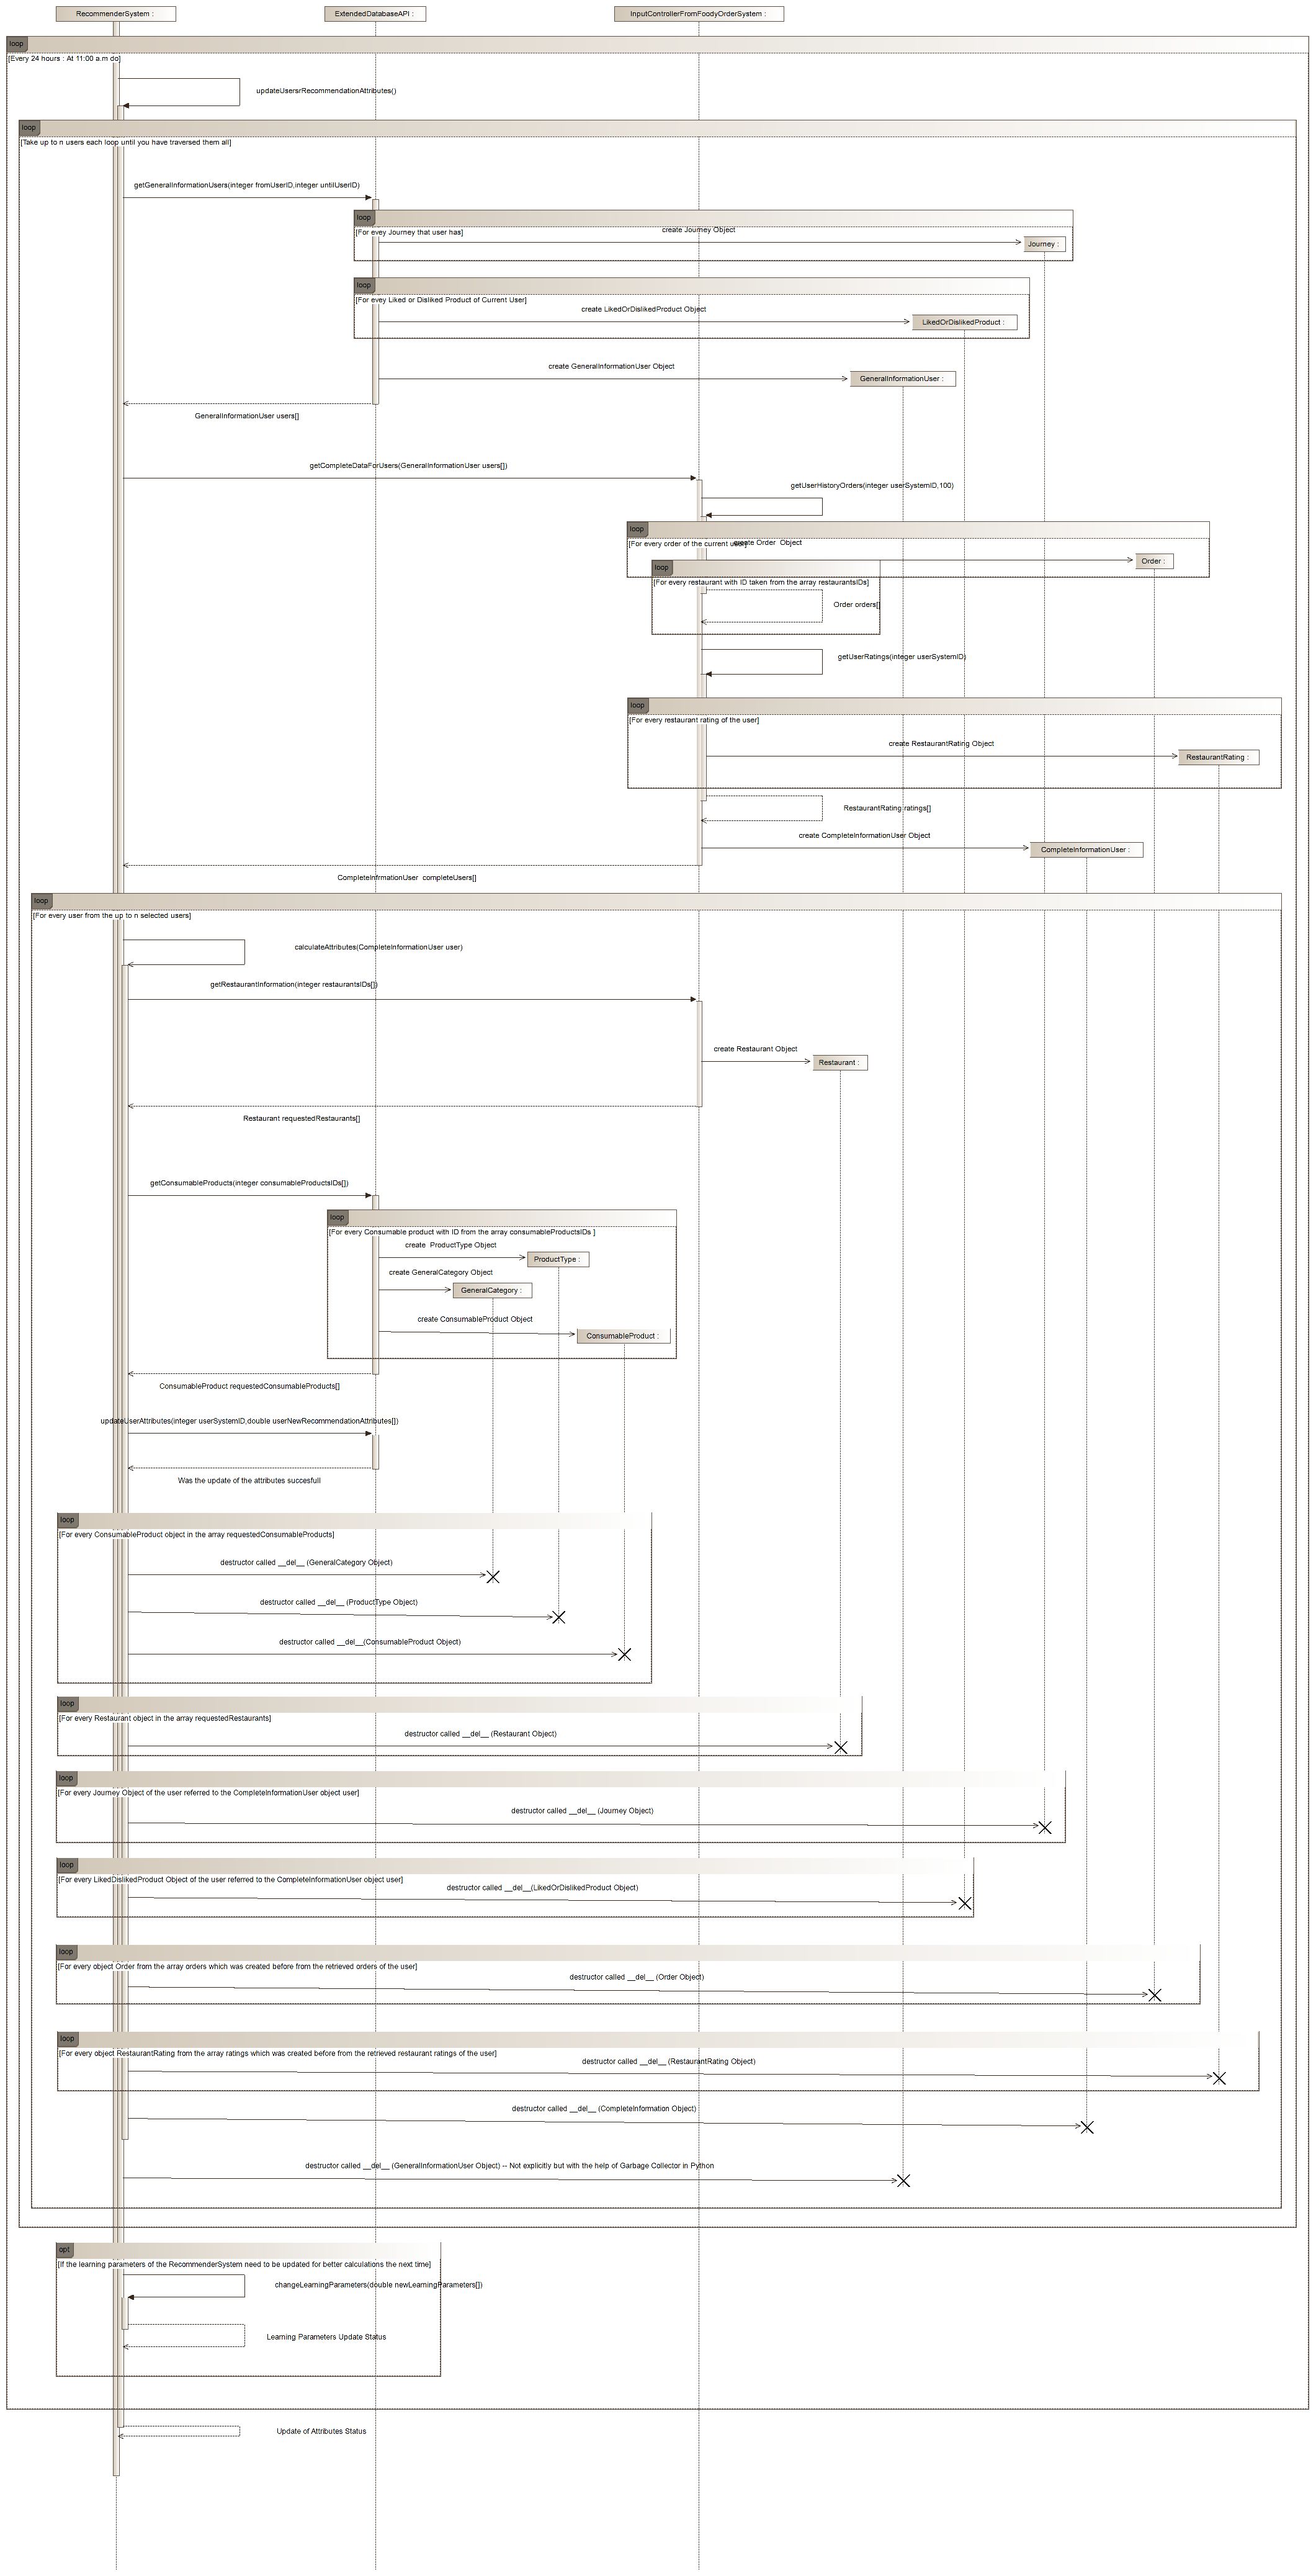 RecommenderSystem :
ExtendedDatabaseAPI :
InputControllerFromFoodyOrderSystem :
loop
[Every 24 hours : At 11:00 a.m do]
updateUsersrRecommendationAttributes()
loop
[Take up to n users each loop until you have traversed them all]
getGeneralInformationUsers(integer fromUserID,integer untilUserID)
loop
[For evey Journey that user has]
create Journey Object
Journey :
loop
[For evey Liked or Disliked Product of Current User]
create LikedOrDislikedProduct Object
LikedOrDislikedProduct :
create GeneralInformationUser Object
GeneralInformationUser :
GeneralInformationUser users[]
getCompleteDataForUsers(GeneralInformationUser users[])
getUserHistoryOrders(integer userSystemID,100)
loop
[For every order of the current user]
create Order  Object
Order :
loop
[For every restaurant with ID taken from the array restaurantsIDs]
Order orders[]
getUserRatings(integer userSystemID)
loop
[For every restaurant rating of the user]
create RestaurantRating Object
RestaurantRating :
RestaurantRating ratings[]
create CompleteInformationUser Object
CompleteInformationUser :
CompleteInfrmationUser  completeUsers[]
loop
[For every user from the up to n selected users]
calculateAttributes(CompleteInformationUser user)
getRestaurantInformation(integer restaurantsIDs[])
create Restaurant Object
Restaurant :
Restaurant requestedRestaurants[]
getConsumableProducts(integer consumableProductsIDs[])
loop
[For every Consumable product with ID from the array consumableProductsIDs ]
create  ProductType Object
ProductType :
create GeneralCategory Object
GeneralCategory :
create ConsumableProduct Object
ConsumableProduct :
ConsumableProduct requestedConsumableProducts[]
updateUserAttributes(integer userSystemID,double userNewRecommendationAttributes[])
Was the update of the attributes succesfull
loop
[For every ConsumableProduct object in the array requestedConsumableProducts]
destructor called __del__ (GeneralCategory Object)
destructor called __del__ (ProductType Object)
destructor called __del__(ConsumableProduct Object)
loop
[For every Restaurant object in the array requestedRestaurants]
destructor called __del__ (Restaurant Object)
loop
[For every Journey Object of the user referred to the CompleteInformationUser object user]
destructor called __del__ (Journey Object)
loop
[For every LikedDislikedProduct Object of the user referred to the CompleteInformationUser object user]
destructor called __del__(LikedOrDislikedProduct Object)
loop
[For every object Order from the array orders which was created before from the retrieved orders of the user]
destructor called __del__ (Order Object)
loop
[For every object RestaurantRating from the array ratings which was created before from the retrieved restaurant ratings of the user]
destructor called __del__ (RestaurantRating Object)
destructor called __del__ (CompleteInformation Object)
destructor called __del__ (GeneralInformationUser Object) -- Not explicitly but with the help of Garbage Collector in Python
opt
[If the learning parameters of the RecommenderSystem need to be updated for better calculations the next time]
changeLearningParameters(double newLearningParameters[])
Learning Parameters Update Status
Update of Attributes Status